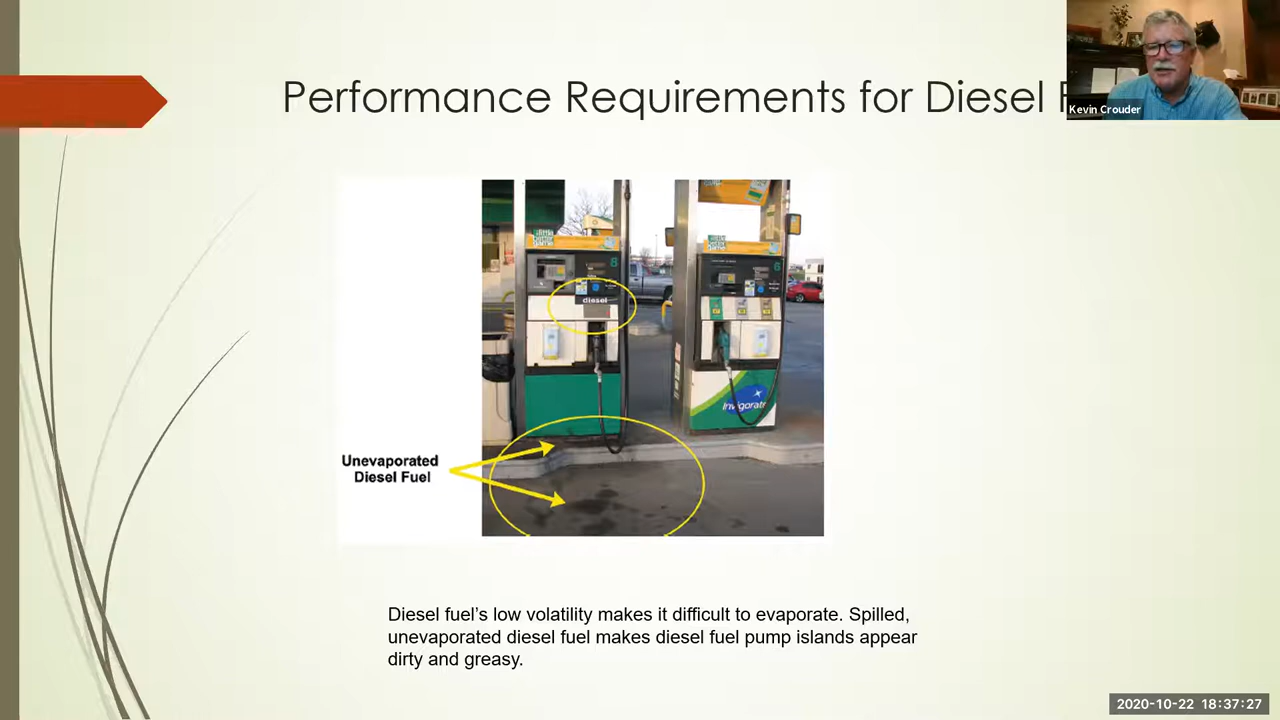 Performance Requirements for Diesel
Kevin Crouder
8
6
diesel
invigorate
Unevaporated
Diesel Fuel
Diesel fuel’s low volatility makes it difficult to evaporate. Spilled,
unevaporated diesel fuel makes diesel fuel pump islands appear
dirty and greasy.
2020-10-22 18:37:27